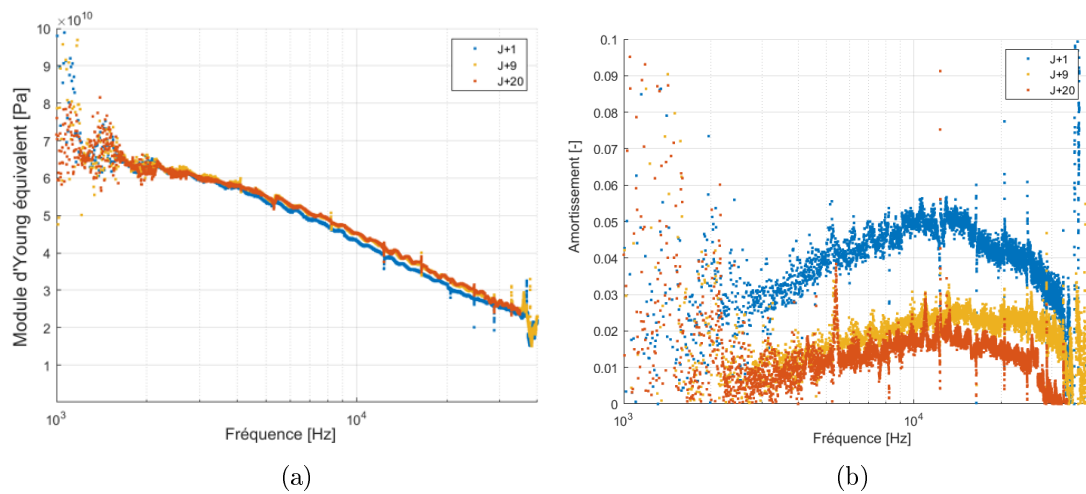 ×10^10
10
9
8
7
6
5
4
3
2
1
10^3
10^4
Module d'Young équivalent [Pa]
Fréquence [Hz]
J+1
J+9
J+20
(a)
0.1
0.09
0.08
0.07
0.06
0.05
0.04
0.03
0.02
0.01
0
10^3
10^4
Amortissement [-]
Fréquence [Hz]
J+1
J+9
J+20
(b)